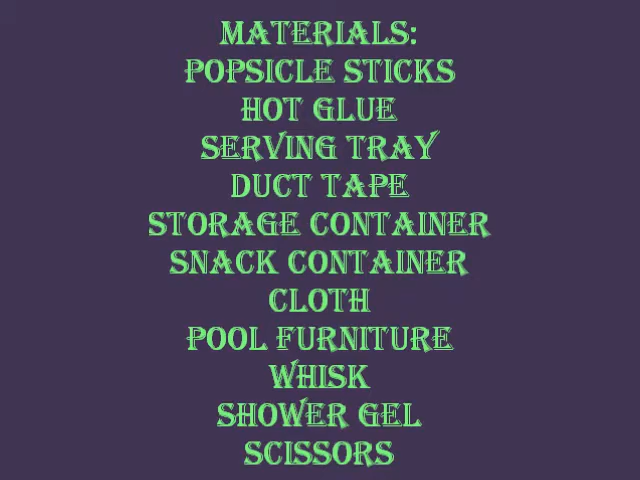 MATERIALS:
POPSICLE STICKS
HOT GLUE
SERVING TRAY
DUCT TAPE
STORAGE CONTAINER
SNACK CONTAINER
CLOTH
POOL FURNITURE
WHISK
SHOWER GEL
SCISSORS